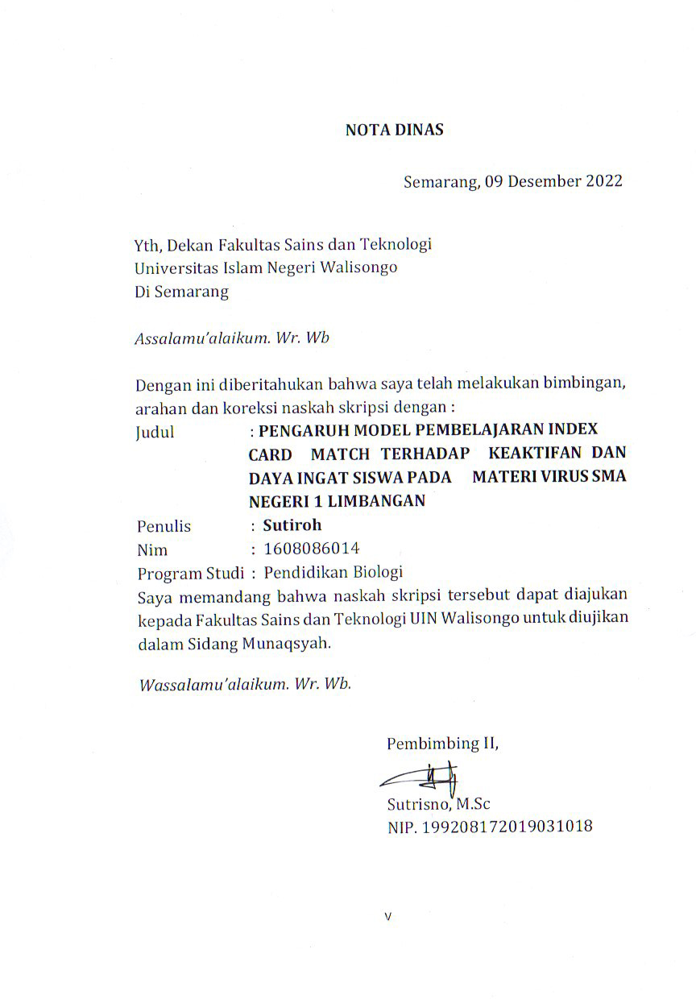 NOTA DINAS
Semarang, 09 Desember 2022
Yth, Dekan Fakultas Sains dan Teknologi
Universitas Islam Negeri Walisongo
Di Semarang
Assalamu'alaikum. Wr. Wb
Dengan ini diberitahukan bahwa saya telah melakukan bimbingan,
arahan dan koreksi naskah skripsi dengan :
Judul : PENGARUH MODEL PEMBELAJARAN INDEX
CARD MATCH TERHADAP KEAKTIFAN DAN
DAYA INGAT SISWA PADA MATERI VIRUS SMA
NEGERI 1 LIMBANGAN
Penulis : Sutiroh
Nim : 1608086014
Program Studi : Pendidikan Biologi
Saya memandang bahwa naskah skripsi tersebut dapat diajukan
kepada Fakultas Sains dan Teknologi UIN Walisongo untuk diujikan
dalam Sidang Munaqsyah.
Wassalamu'alaikum. Wr. Wb.
Pembimbing II,
Sutrisno, M.Sc
NIP. 199208172019031018
v